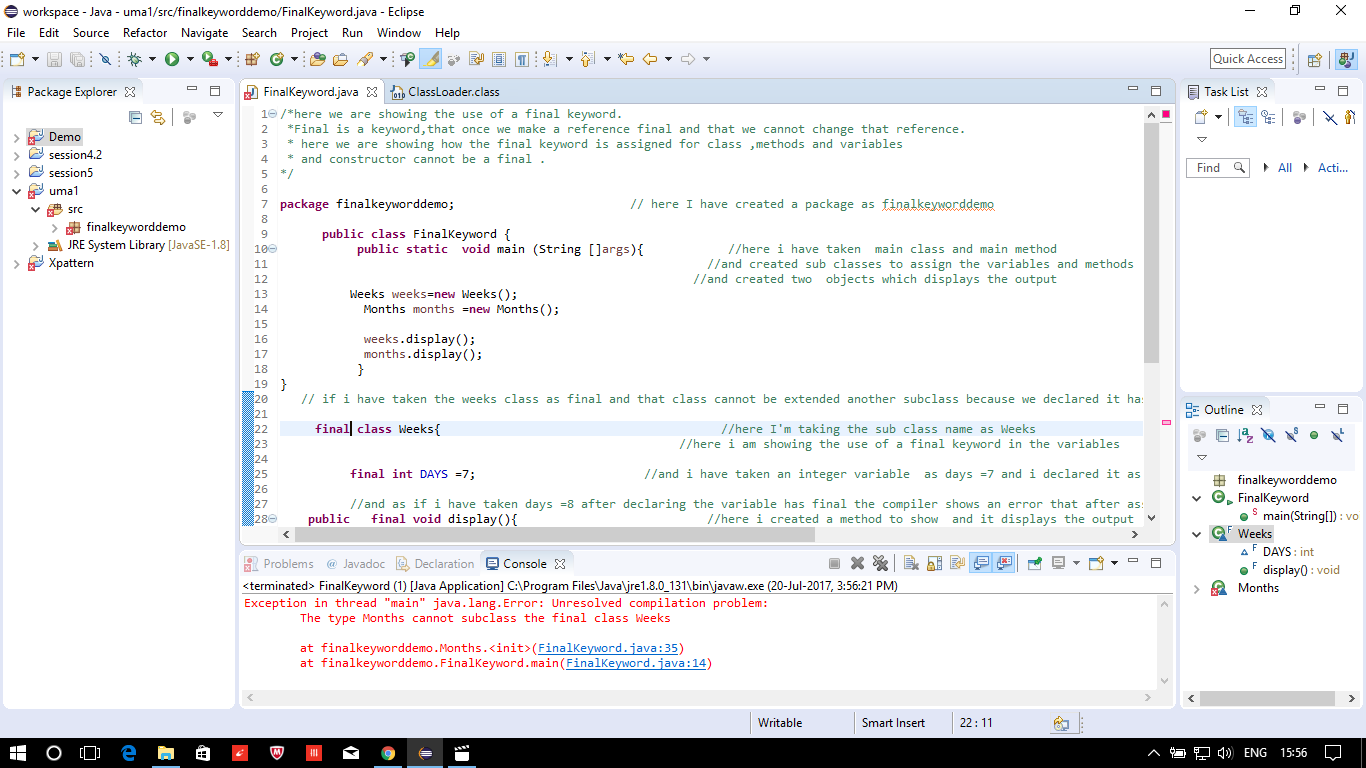 workspace - Java - uma1/src/finalkeyworddemo/FinalKeyword.java - Eclipse
File Edit Source Refactor Navigate Search Project Run Window Help
Quick Access
Package Explorer
Demo
session4.2
session5
uma1
src
finalkeyworddemo
JRE System Library [JavaSE-1.8]
Xpattern
FinalKeyword.java
ClassLoader.class
1 /*here we are showing the use of a final keyword.
2 *Final is a keyword,that once we make a reference final and that we cannot change that reference.
3 * here we are showing how the final keyword is assigned for class ,methods and variables
4 * and constructor cannot be a final .
5 */
6
7 package finalkeyworddemo; // here I have created a package as finalkeyworddemo
8
9 public class FinalKeyword {
10 public static void main (String []args){ //here i have taken main class and main method
11 //and created sub classes to assign the variables and methods
12 //and created two objects which displays the output
13 Weeks weeks=new Weeks();
14 Months months =new Months();
15
16 weeks.display();
17 months.display();
18 }
19 }
20 // if i have taken the weeks class as final and that class cannot be extended another subclass because we declared it ha
21
22 final class Weeks{ //here I'm taking the sub class name as Weeks
23 //here i am showing the use of a final keyword in the variables
24
25 final int DAYS =7; //and i have taken an integer variable as days =7 and i declared it as
26
27 //and as if i have taken days =8 after declaring the variable has final the compiler shows an error that after as
28 public final void display(){ //here i created a method to show and it displays the output
Problems @ Javadoc Declaration Console
<terminated> FinalKeyword (1) [Java Application] C:\Program Files\Java\jre1.8.0_131\bin\javaw.exe (20-Jul-2017, 3:56:21 PM)
Exception in thread "main" java.lang.Error: Unresolved compilation problem:
The type Months cannot subclass the final class Weeks
at finalkeyworddemo.Months.<init>(FinalKeyword.java:35)
at finalkeyworddemo.FinalKeyword.main(FinalKeyword.java:14)
Task List
Find All Acti...
Outline
finalkeyworddemo
FinalKeyword
main(String[]) : vo
Weeks
DAYS : int
display() : void
Months
Writable Smart Insert 22 : 11
ENG 15:56